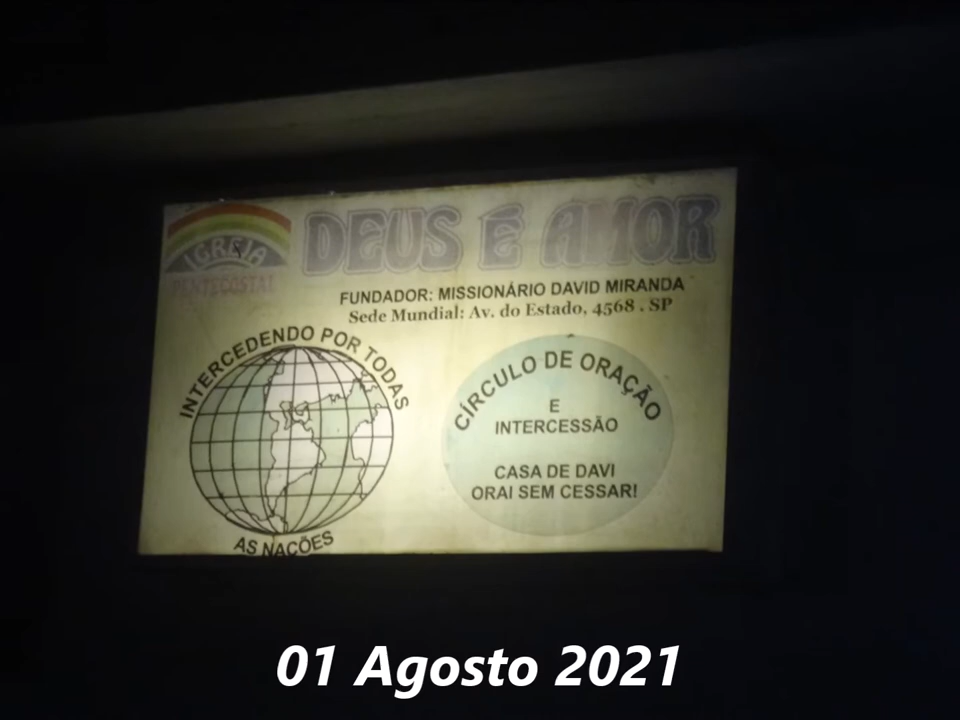 IGREJA
PENTECOSTAL
DEUS É AMOR
FUNDADOR: MISSIONÁRIO DAVID MIRANDA
Sede Mundial: Av. do Estado, 4568 . SP
INTERCEDENDO POR TODAS
AS NAÇÕES
CÍRCULO DE ORAÇÃO
E
INTERCESSÃO
CASA DE DAVI
ORAI SEM CESSAR!
01 Agosto 2021